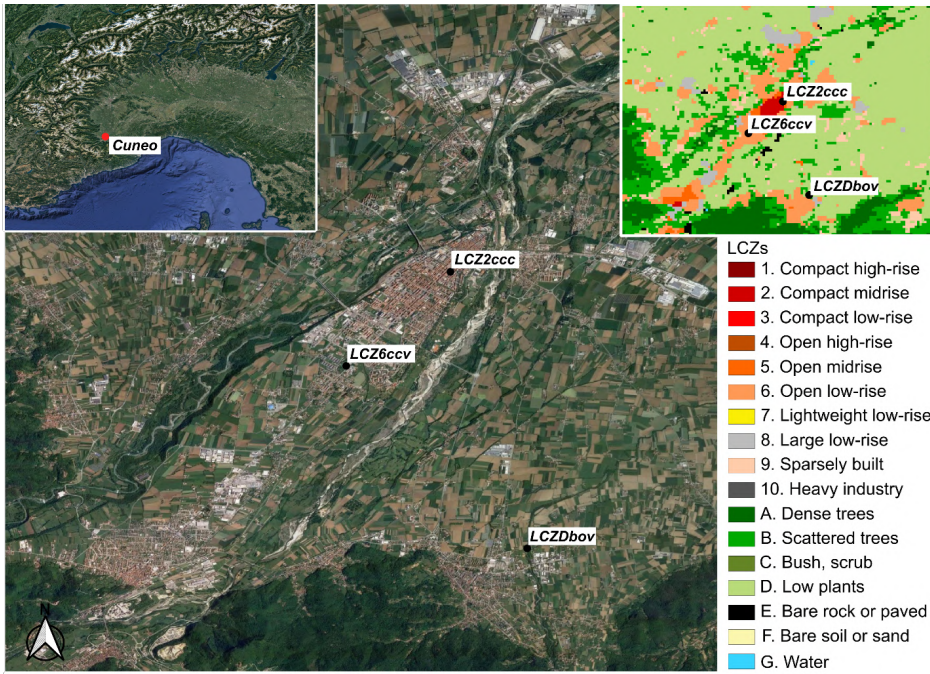 Cuneo
LCZ2ccc
LCZ6ccv
LCZDbov
LCZ2ccc
LCZ6ccv
LCZDbov
N
LCZs
1. Compact high-rise
2. Compact midrise
3. Compact low-rise
4. Open high-rise
5. Open midrise
6. Open low-rise
7. Lightweight low-rise
8. Large low-rise
9. Sparsely built
10. Heavy industry
A. Dense trees
B. Scattered trees
C. Bush, scrub
D. Low plants
E. Bare rock or paved
F. Bare soil or sand
G. Water